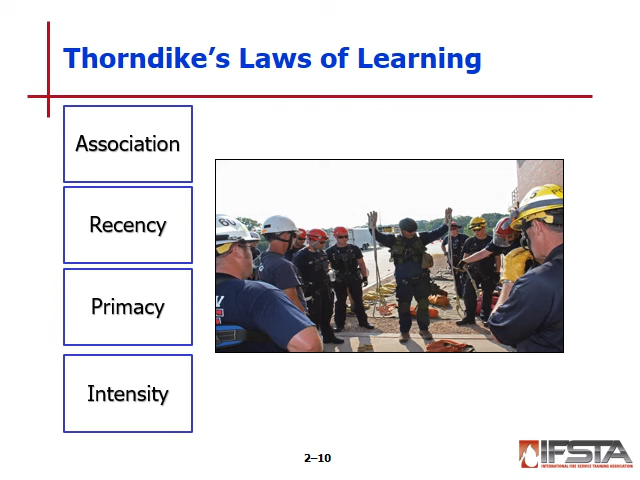 Thorndike’s Laws of Learning
Association
Recency
Primacy
Intensity
2–10
IFSTA
INTERNATIONAL FIRE SERVICE TRAINING ASSOCIATION